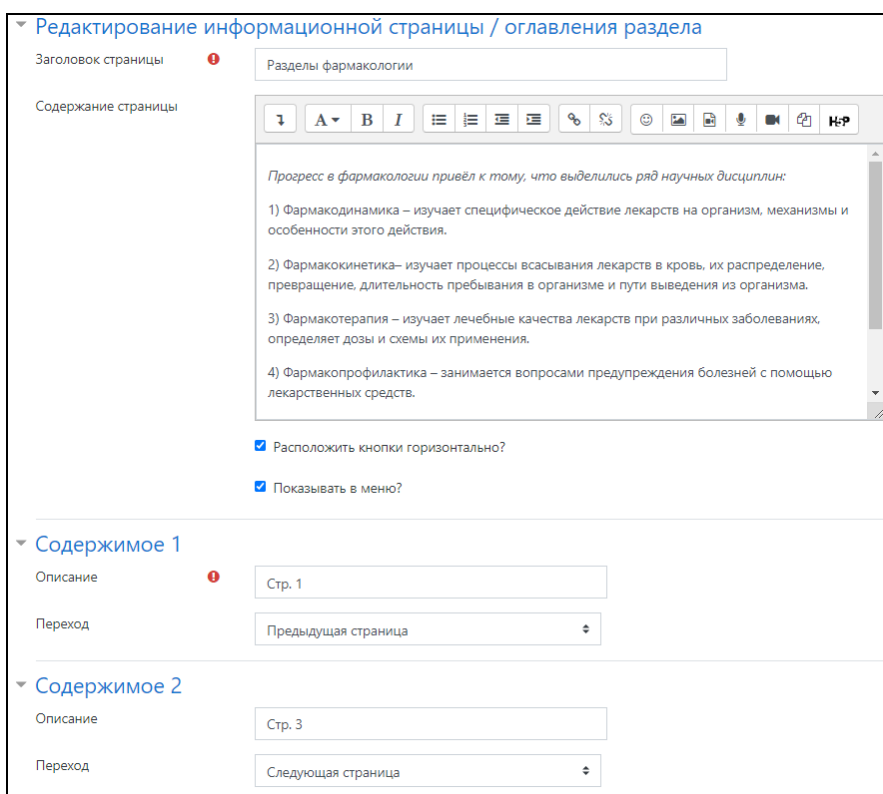 Редактирование информационной страницы / оглавления раздела
Заголовок страницы
Разделы фармакологии
Содержание страницы
A B I H5P
Прогресс в фармакологии привёл к тому, что выделились ряд научных дисциплин:
1) Фармакодинамика – изучает специфическое действие лекарств на организм, механизмы и
особенности этого действия.
2) Фармакокинетика– изучает процессы всасывания лекарств в кровь, их распределение,
превращение, длительность пребывания в организме и пути выведения из организма.
3) Фармакотерапия – изучает лечебные качества лекарств при различных заболеваниях,
определяет дозы и схемы их применения.
4) Фармакопрофилактика – занимается вопросами предупреждения болезней с помощью
лекарственных средств.
Расположить кнопки горизонтально?
Показывать в меню?
Содержимое 1
Описание
Стр. 1
Переход
Предыдущая страница
Содержимое 2
Описание
Стр. 3
Переход
Следующая страница